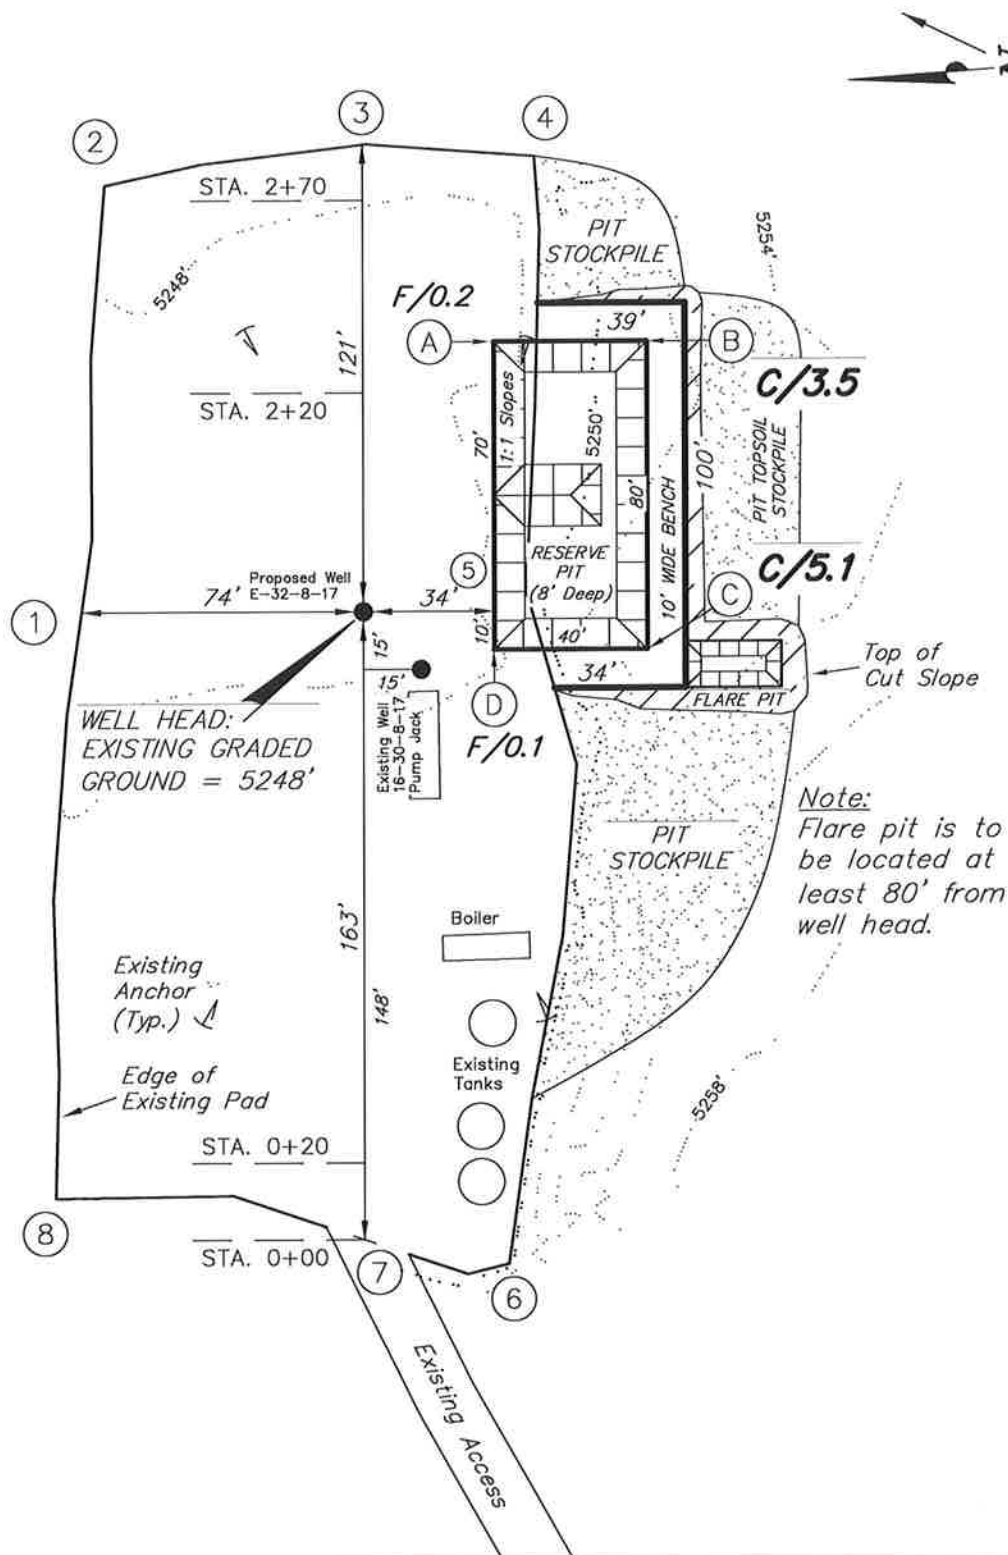 N
3
4
2
STA. 2+70
PIT
STOCKPILE
5254'
5248'
F/0.2
39'
A
B
121'
C/3.5
STA. 2+20
1:1 Slopes
5250'
70'
80'
100'
10' WIDE BENCH
PIT TOPSOIL
STOCKPILE
RESERVE
PIT
(8' Deep)
5
C/5.1
Proposed Well
E-32-8-17
C
74'
34'
1
15'
10'
40'
15'
34'
Top of
Cut Slope
FLARE PIT
D
F/0.1
WELL HEAD:
EXISTING GRADED
GROUND = 5248'
Existing Well
16-30-8-17
Pump Jack
Note:
Flare pit is to
be located at
least 80' from
well head.
PIT
STOCKPILE
Boiler
163'
148'
Existing
Anchor
(Typ.)
Existing
Tanks
Edge of
Existing Pad
5258'
STA. 0+20
8
STA. 0+00
7
6
Existing Access